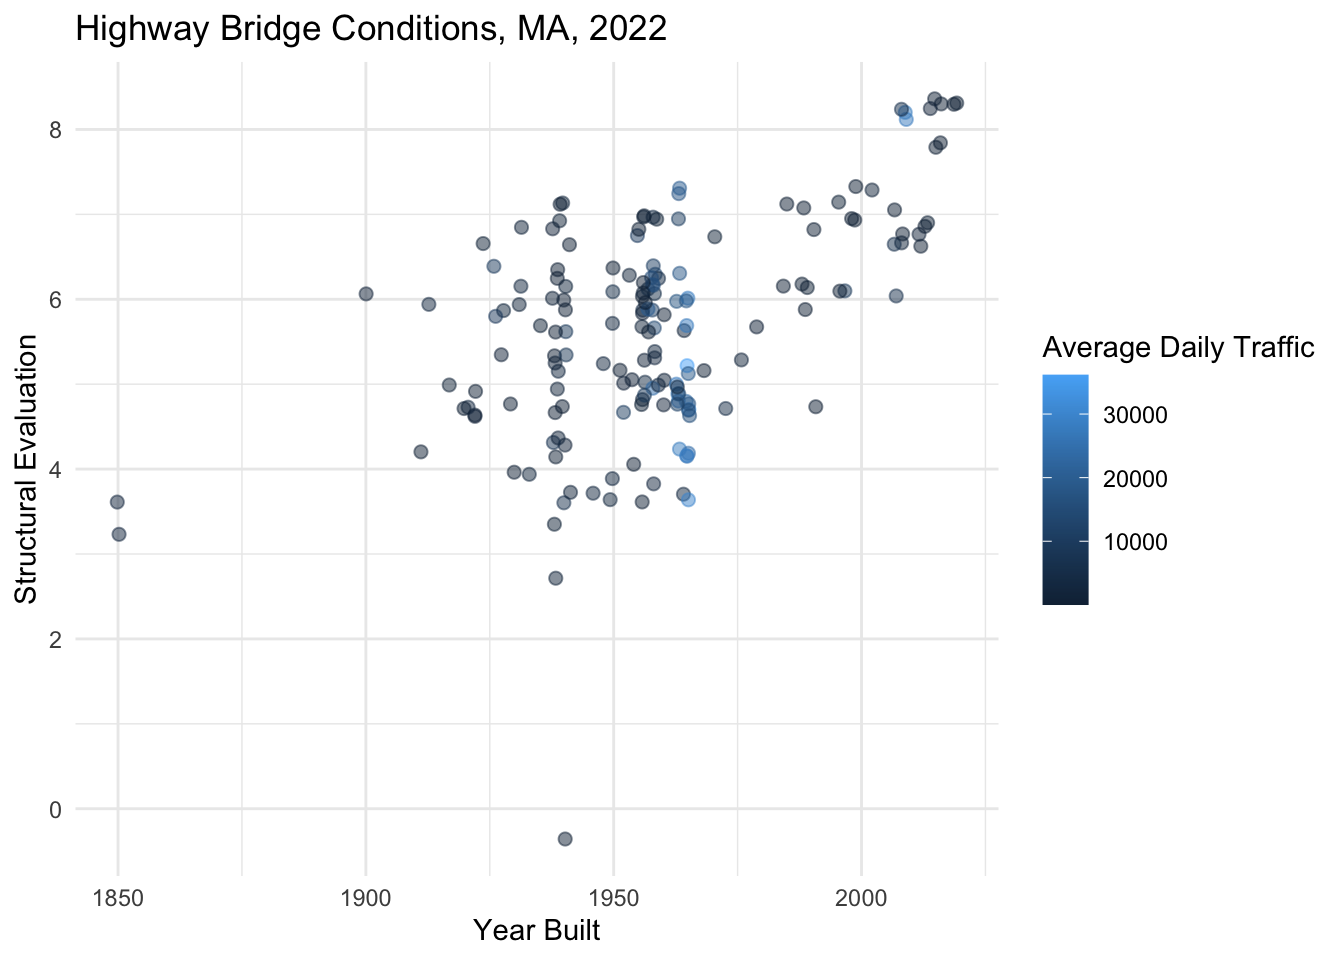 Highway Bridge Conditions, MA, 2022
8
6
4
2
0
Structural Evaluation
1850 1900 1950 2000
Year Built
Average Daily Traffic
30000
20000
10000